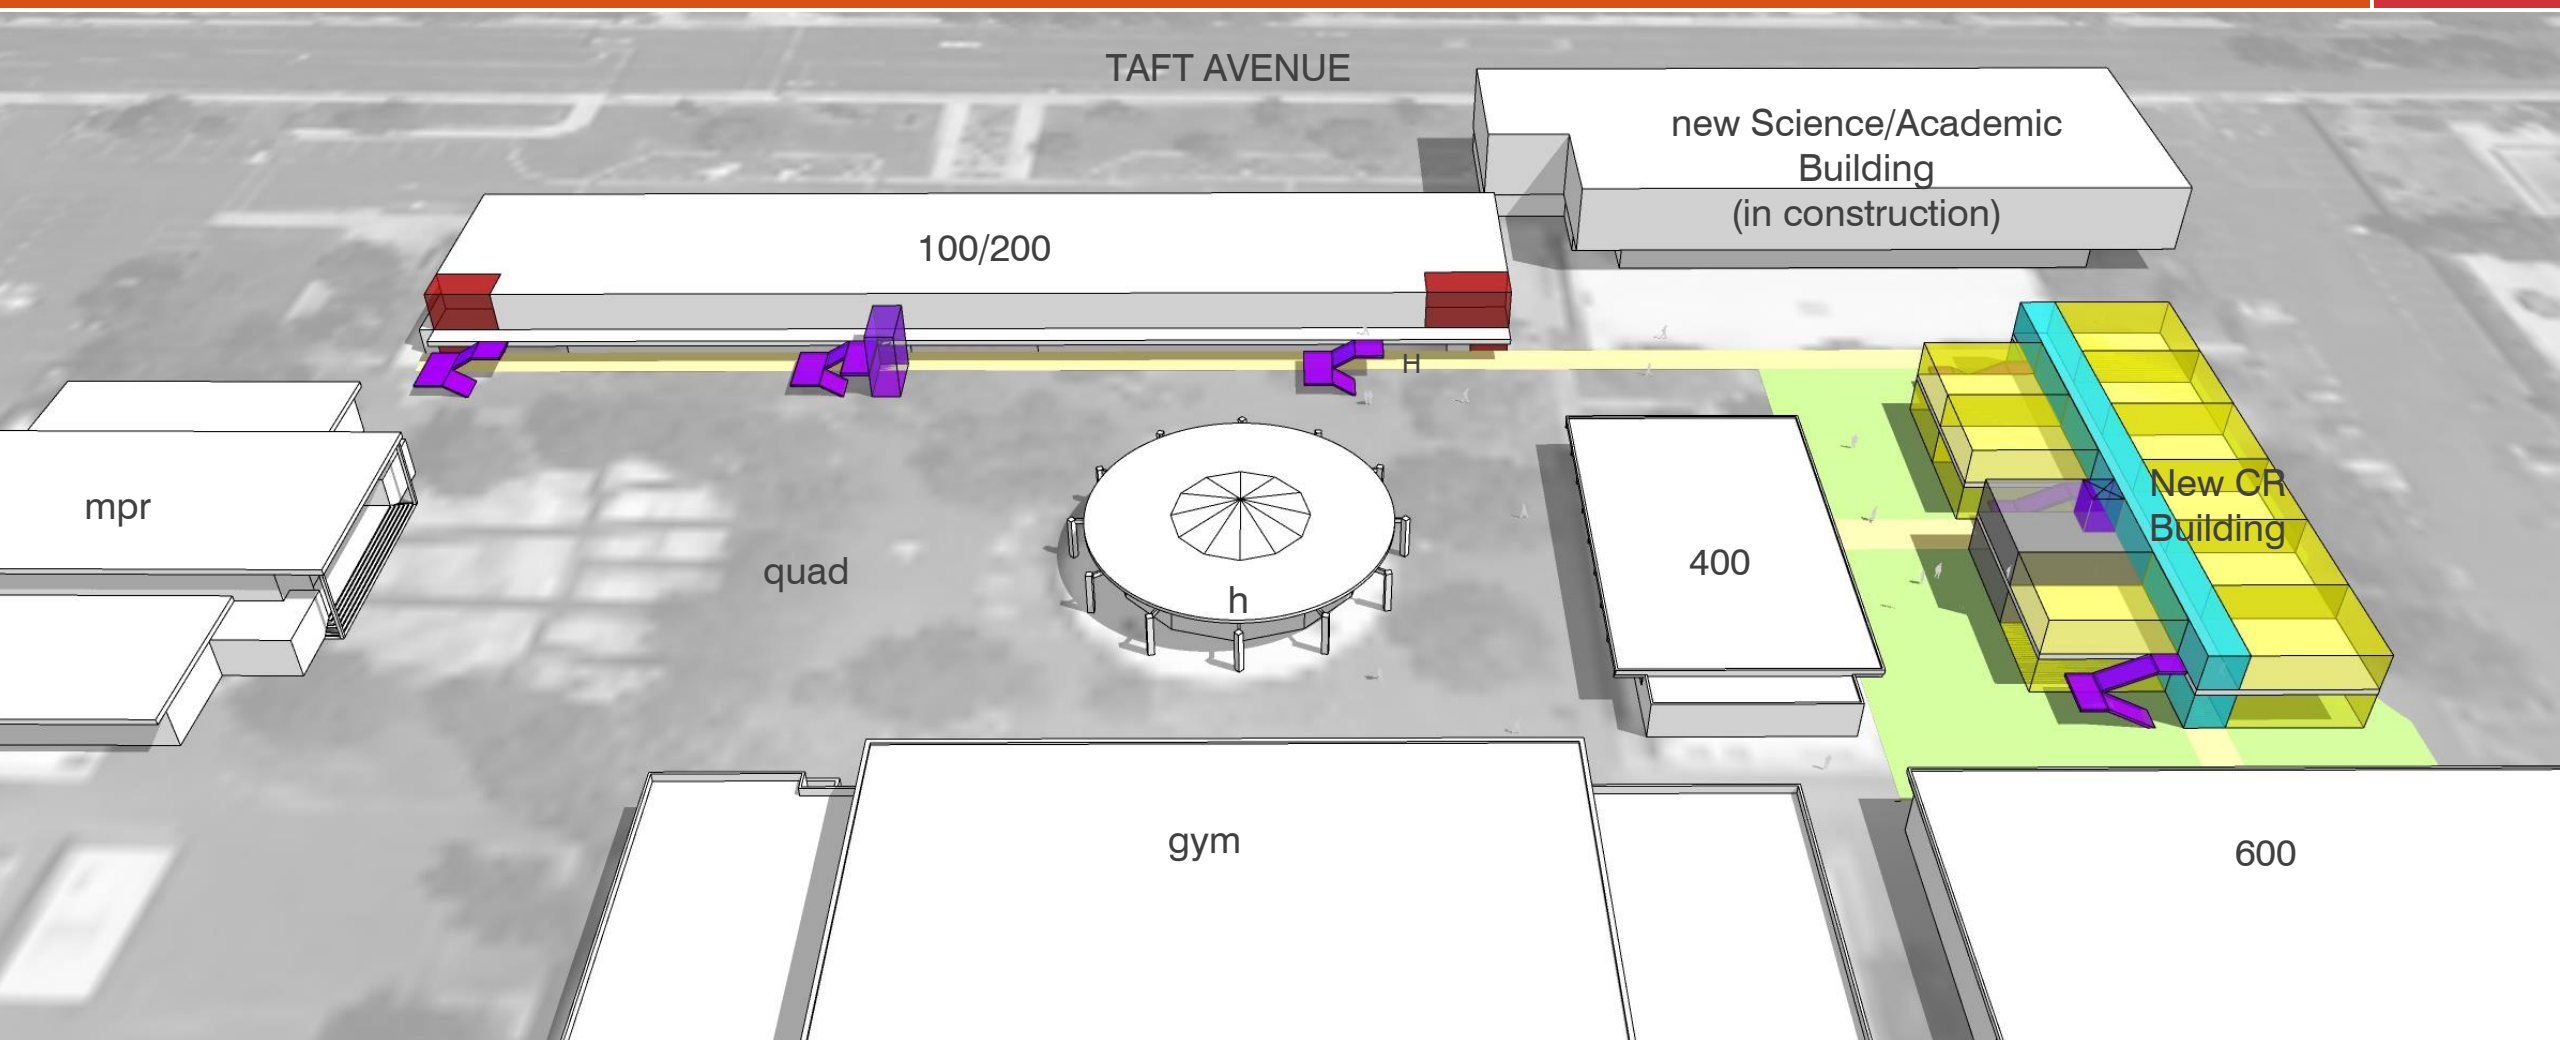 TAFT AVENUE
new Science/Academic
Building
(in construction)
100/200
H
mpr
quad
h
400
New CR
Building
gym
600